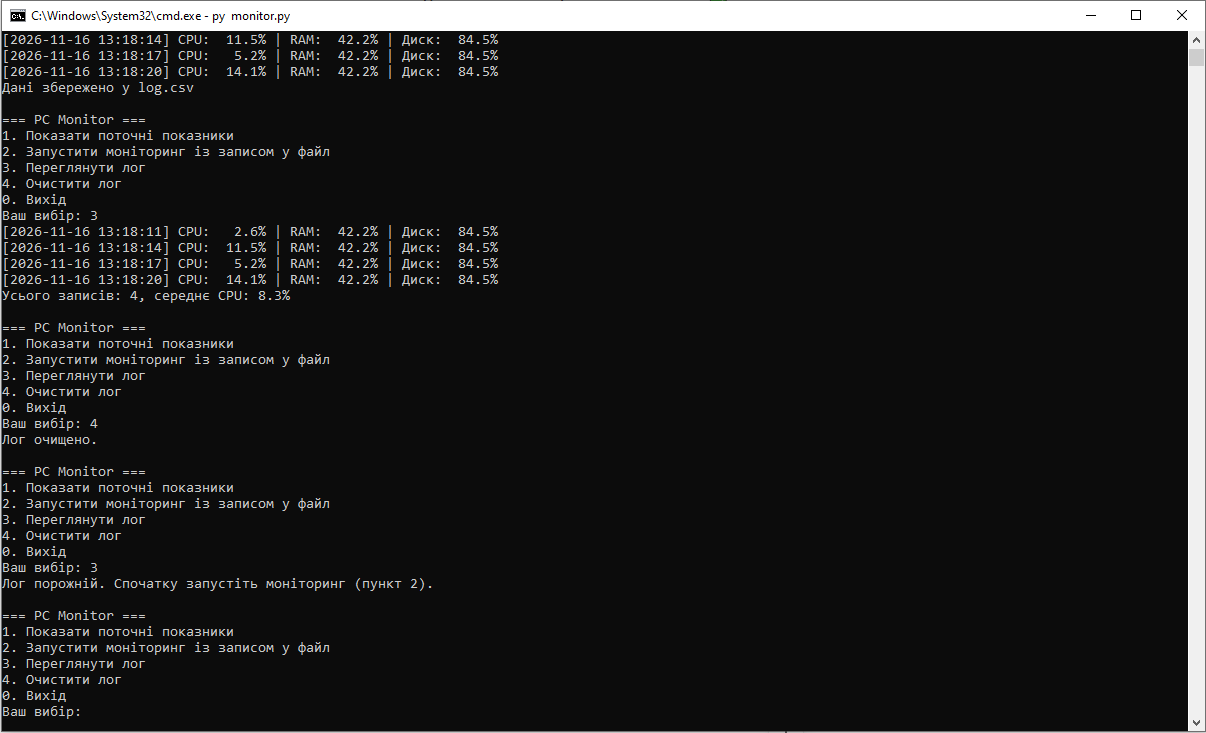 C:\Windows\System32\cmd.exe - py monitor.py
[2026-11-16 13:18:14] CPU:  11.5% | RAM:  42.2% | Диск:  84.5%
[2026-11-16 13:18:17] CPU:   5.2% | RAM:  42.2% | Диск:  84.5%
[2026-11-16 13:18:20] CPU:  14.1% | RAM:  42.2% | Диск:  84.5%
Дані збережено у log.csv
=== PC Monitor ===
1. Показати поточні показники
2. Запустити моніторинг із записом у файл
3. Переглянути лог
4. Очистити лог
0. Вихід
Ваш вибір: 3
[2026-11-16 13:18:11] CPU:   2.6% | RAM:  42.2% | Диск:  84.5%
[2026-11-16 13:18:14] CPU:  11.5% | RAM:  42.2% | Диск:  84.5%
[2026-11-16 13:18:17] CPU:   5.2% | RAM:  42.2% | Диск:  84.5%
[2026-11-16 13:18:20] CPU:  14.1% | RAM:  42.2% | Диск:  84.5%
Усього записів: 4, середнє CPU: 8.3%
=== PC Monitor ===
1. Показати поточні показники
2. Запустити моніторинг із записом у файл
3. Переглянути лог
4. Очистити лог
0. Вихід
Ваш вибір: 4
Лог очищено.
=== PC Monitor ===
1. Показати поточні показники
2. Запустити моніторинг із записом у файл
3. Переглянути лог
4. Очистити лог
0. Вихід
Ваш вибір: 3
Лог порожній. Спочатку запустіть моніторинг (пункт 2).
=== PC Monitor ===
1. Показати поточні показники
2. Запустити моніторинг із записом у файл
3. Переглянути лог
4. Очистити лог
0. Вихід
Ваш вибір: